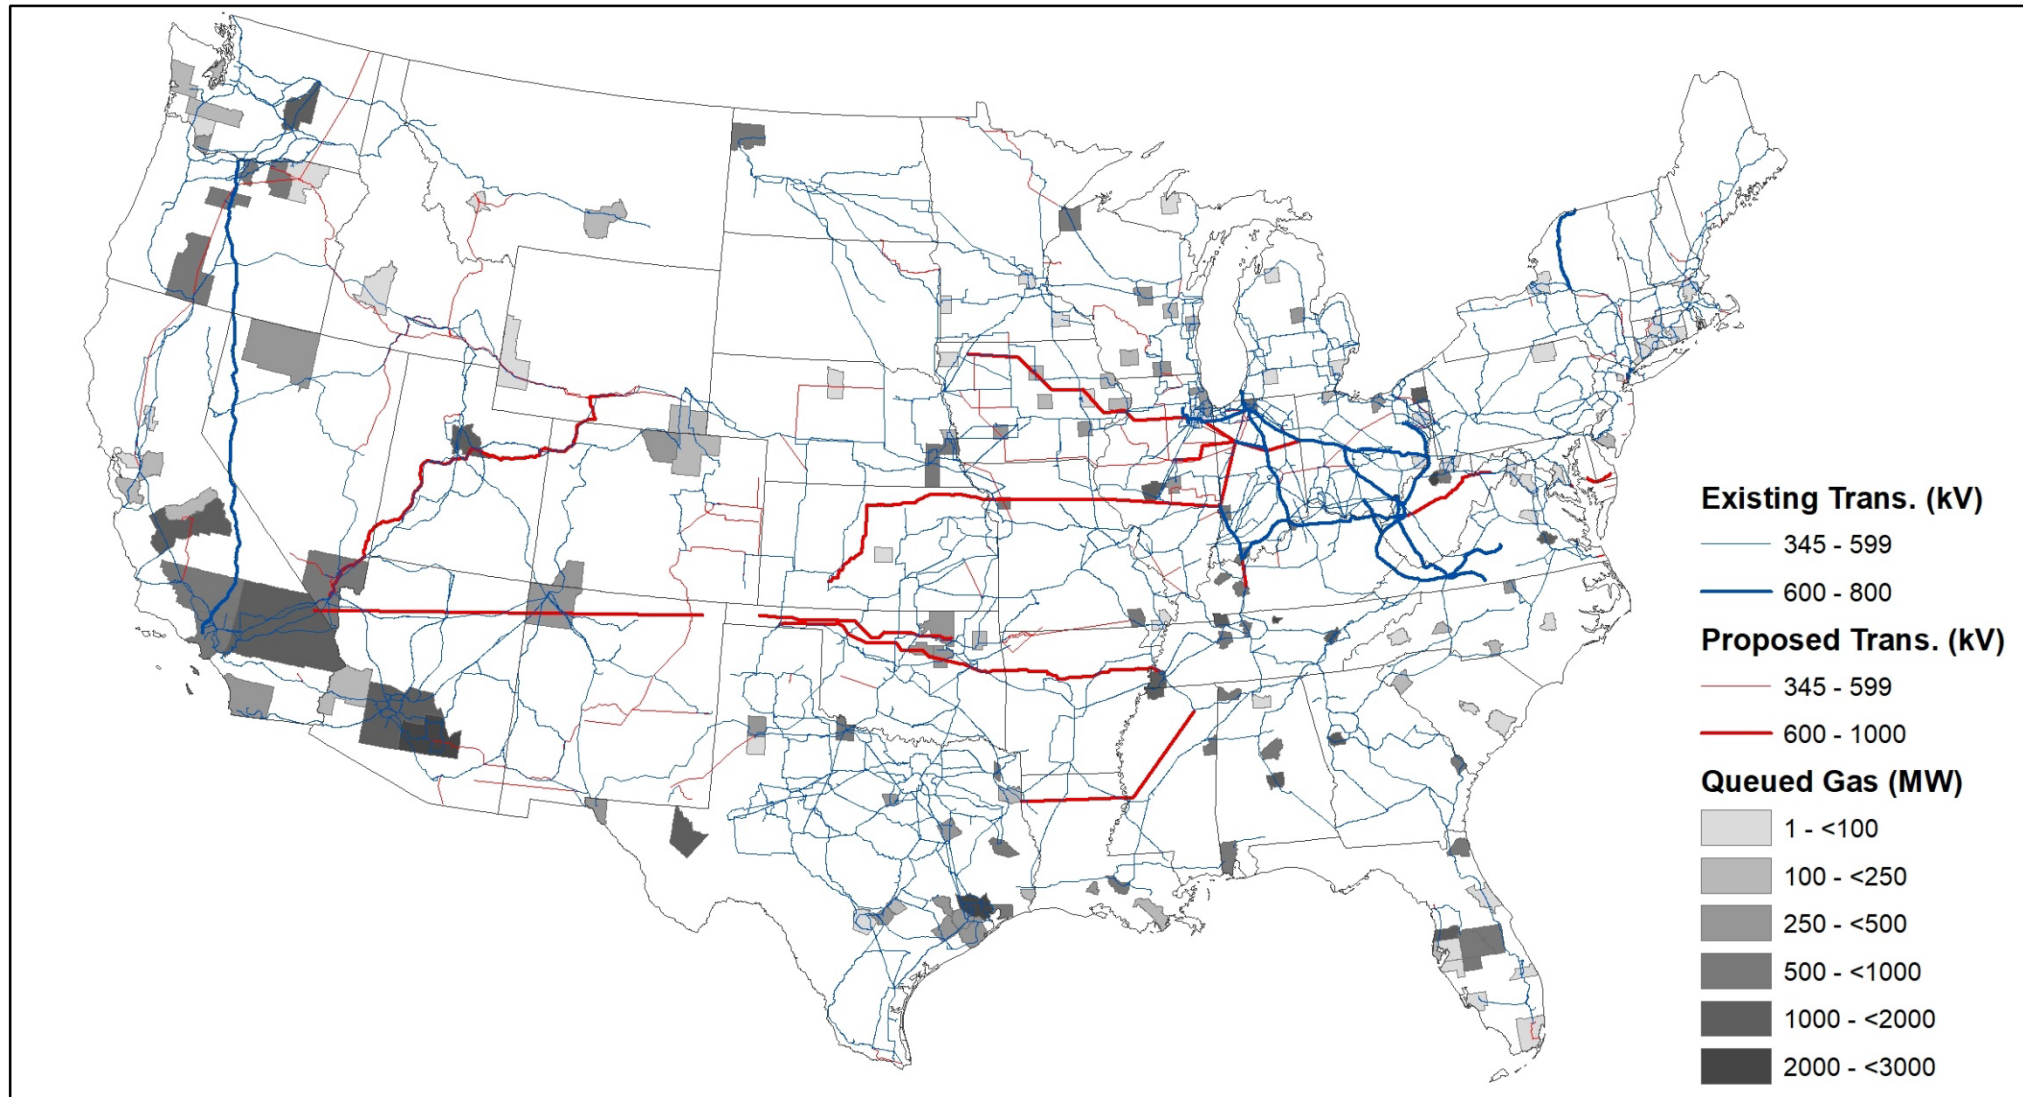 Existing Trans. (kV)
345 - 599
600 - 800
Proposed Trans. (kV)
345 - 599
600 - 1000
Queued Gas (MW)
1 - <100
100 - <250
250 - <500
500 - <1000
1000 - <2000
2000 - <3000